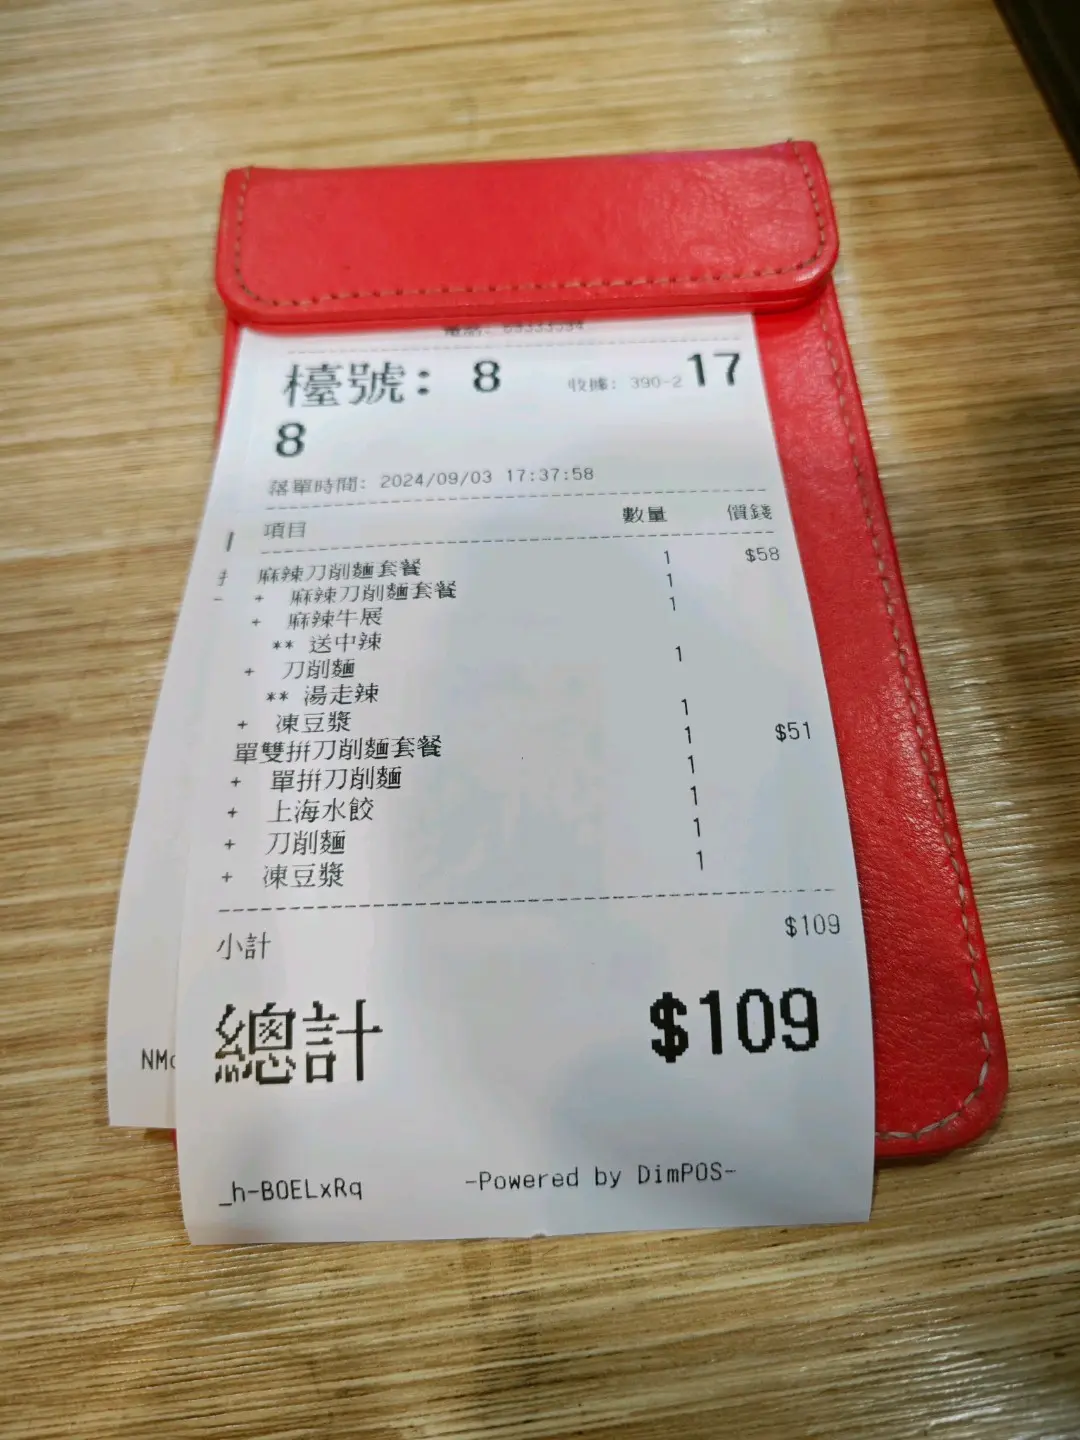 檯號: 8
收據: 390-2 17
8
落單時間: 2024/09/03 17:37:58
項目 數量 價錢
麻辣刀削麵套餐 1 $58
+ 麻辣刀削麵套餐 1
+ 麻辣牛展 1
** 送中辣
+ 刀削麵 1
** 湯走辣
+ 凍豆漿 1
單雙拼刀削麵套餐 1 $51
+ 單拼刀削麵 1
+ 上海水餃 1
+ 刀削麵 1
+ 凍豆漿 1
小計 $109
總計 $109
_h-BOELxRq -Powered by DimPOS-